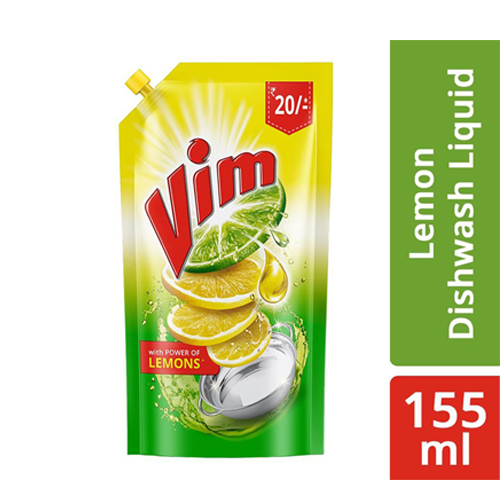 ₹20/-*
Vim
with POWER OF
LEMONS*
Lemon
Dishwash Liquid
155
ml